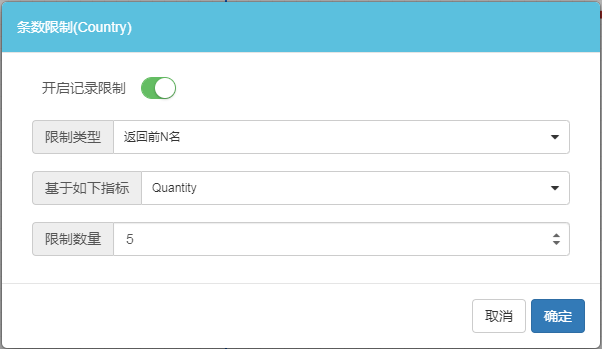 条数限制(Country)
开启记录限制
限制类型 返回前N名
基于如下指标 Quantity
限制数量 5
取消 确定